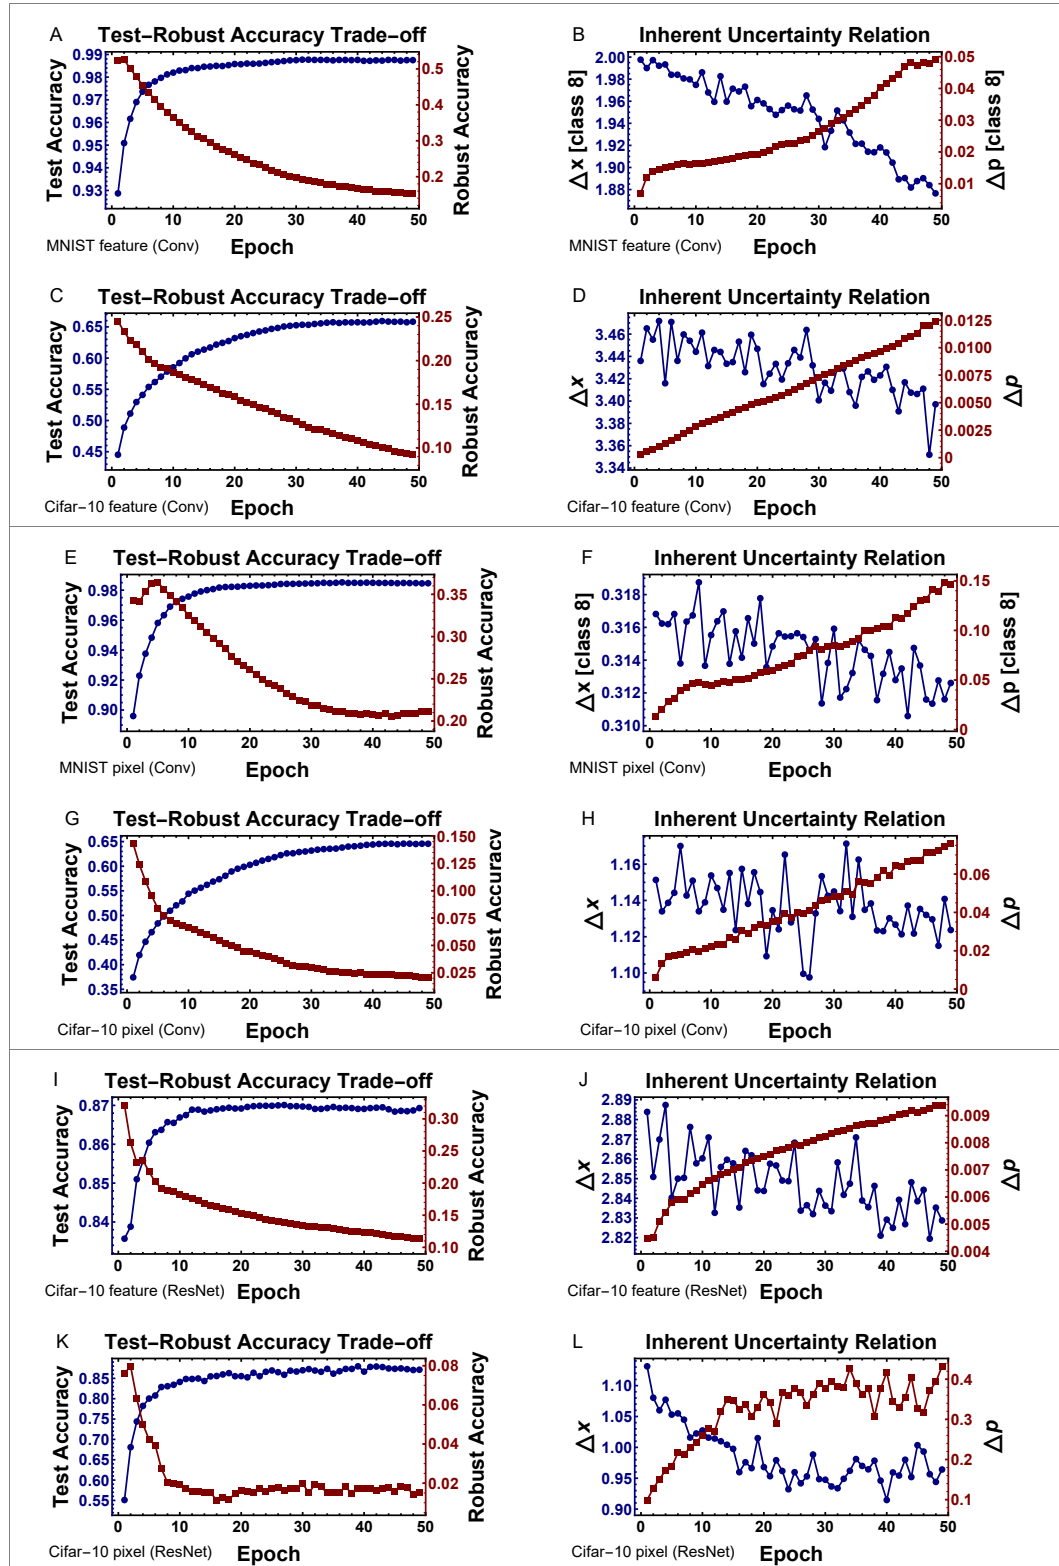 A Test–Robust Accuracy Trade–off
0.99
0.98
0.97
0.96
0.95
0.94
0.93
Test Accuracy
0.5
0.4
0.3
0.2
Robust Accuracy
0 10 20 30 40 50
MNIST feature (Conv) Epoch
B Inherent Uncertainty Relation
2.00
1.98
1.96
1.94
1.92
1.90
1.88
Δx [class 8]
0.05
0.04
0.03
0.02
0.01
Δp [class 8]
0 10 20 30 40 50
MNIST feature (Conv) Epoch
C Test–Robust Accuracy Trade–off
0.65
0.60
0.55
0.50
0.45
Test Accuracy
0.25
0.20
0.15
0.10
Robust Accuracy
0 10 20 30 40 50
Cifar–10 feature (Conv) Epoch
D Inherent Uncertainty Relation
3.46
3.44
3.42
3.40
3.38
3.36
3.34
Δx
0.0125
0.0100
0.0075
0.0050
0.0025
0
Δp
0 10 20 30 40 50
Cifar–10 feature (Conv) Epoch
E Test–Robust Accuracy Trade–off
0.98
0.96
0.94
0.92
0.90
Test Accuracy
0.35
0.30
0.25
0.20
Robust Accuracy
0 10 20 30 40 50
MNIST pixel (Conv) Epoch
F Inherent Uncertainty Relation
0.318
0.316
0.314
0.312
0.310
Δx [class 8]
0.15
0.10
0.05
0
Δp [class 8]
0 10 20 30 40 50
MNIST pixel (Conv) Epoch
G Test–Robust Accuracy Trade–off
0.65
0.60
0.55
0.50
0.45
0.40
0.35
Test Accuracy
0.150
0.125
0.100
0.075
0.050
0.025
Robust Accuracy
0 10 20 30 40 50
Cifar–10 pixel (Conv) Epoch
H Inherent Uncertainty Relation
1.16
1.14
1.12
1.10
Δx
0.06
0.04
0.02
0
Δp
0 10 20 30 40 50
Cifar–10 pixel (Conv) Epoch
I Test–Robust Accuracy Trade–off
0.87
0.86
0.85
0.84
Test Accuracy
0.30
0.25
0.20
0.15
0.10
Robust Accuracy
0 10 20 30 40 50
Cifar–10 feature (ResNet) Epoch
J Inherent Uncertainty Relation
2.89
2.88
2.87
2.86
2.85
2.84
2.83
2.82
Δx
0.009
0.008
0.007
0.006
0.005
0.004
Δp
0 10 20 30 40 50
Cifar–10 feature (ResNet) Epoch
K Test–Robust Accuracy Trade–off
0.85
0.80
0.75
0.70
0.65
0.60
0.55
Test Accuracy
0.08
0.06
0.04
0.02
Robust Accuracy
0 10 20 30 40 50
Cifar–10 pixel (ResNet) Epoch
L Inherent Uncertainty Relation
1.10
1.05
1.00
0.95
0.90
Δx
0.4
0.3
0.2
0.1
Δp
0 10 20 30 40 50
Cifar–10 pixel (ResNet) Epoch